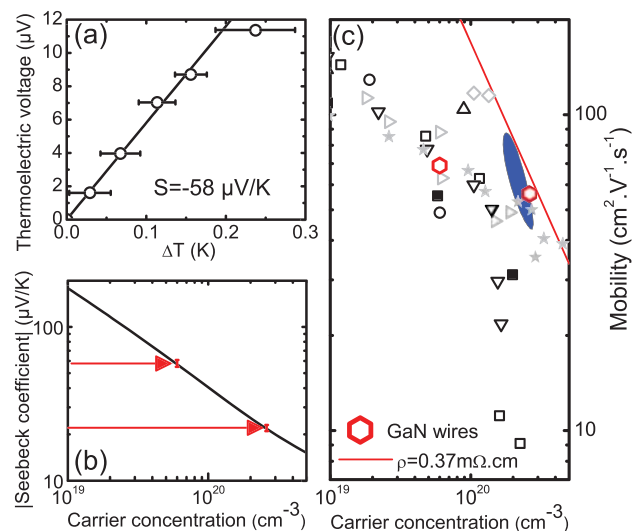 (a)
Thermoelectric voltage (μV)
12
10
8
6
4
2
0
S=-58 μV/K
0.0 0.1 0.2 0.3
ΔT (K)
(b)
|Seebeck coefficient| (μV/K)
100
10
10^19 10^20
Carrier concentration (cm^-3)
(c)
Mobility (cm^2.V^-1.s^-1)
100
10
GaN wires
ρ=0.37mΩ.cm
10^19 10^20
Carrier concentration (cm^-3)